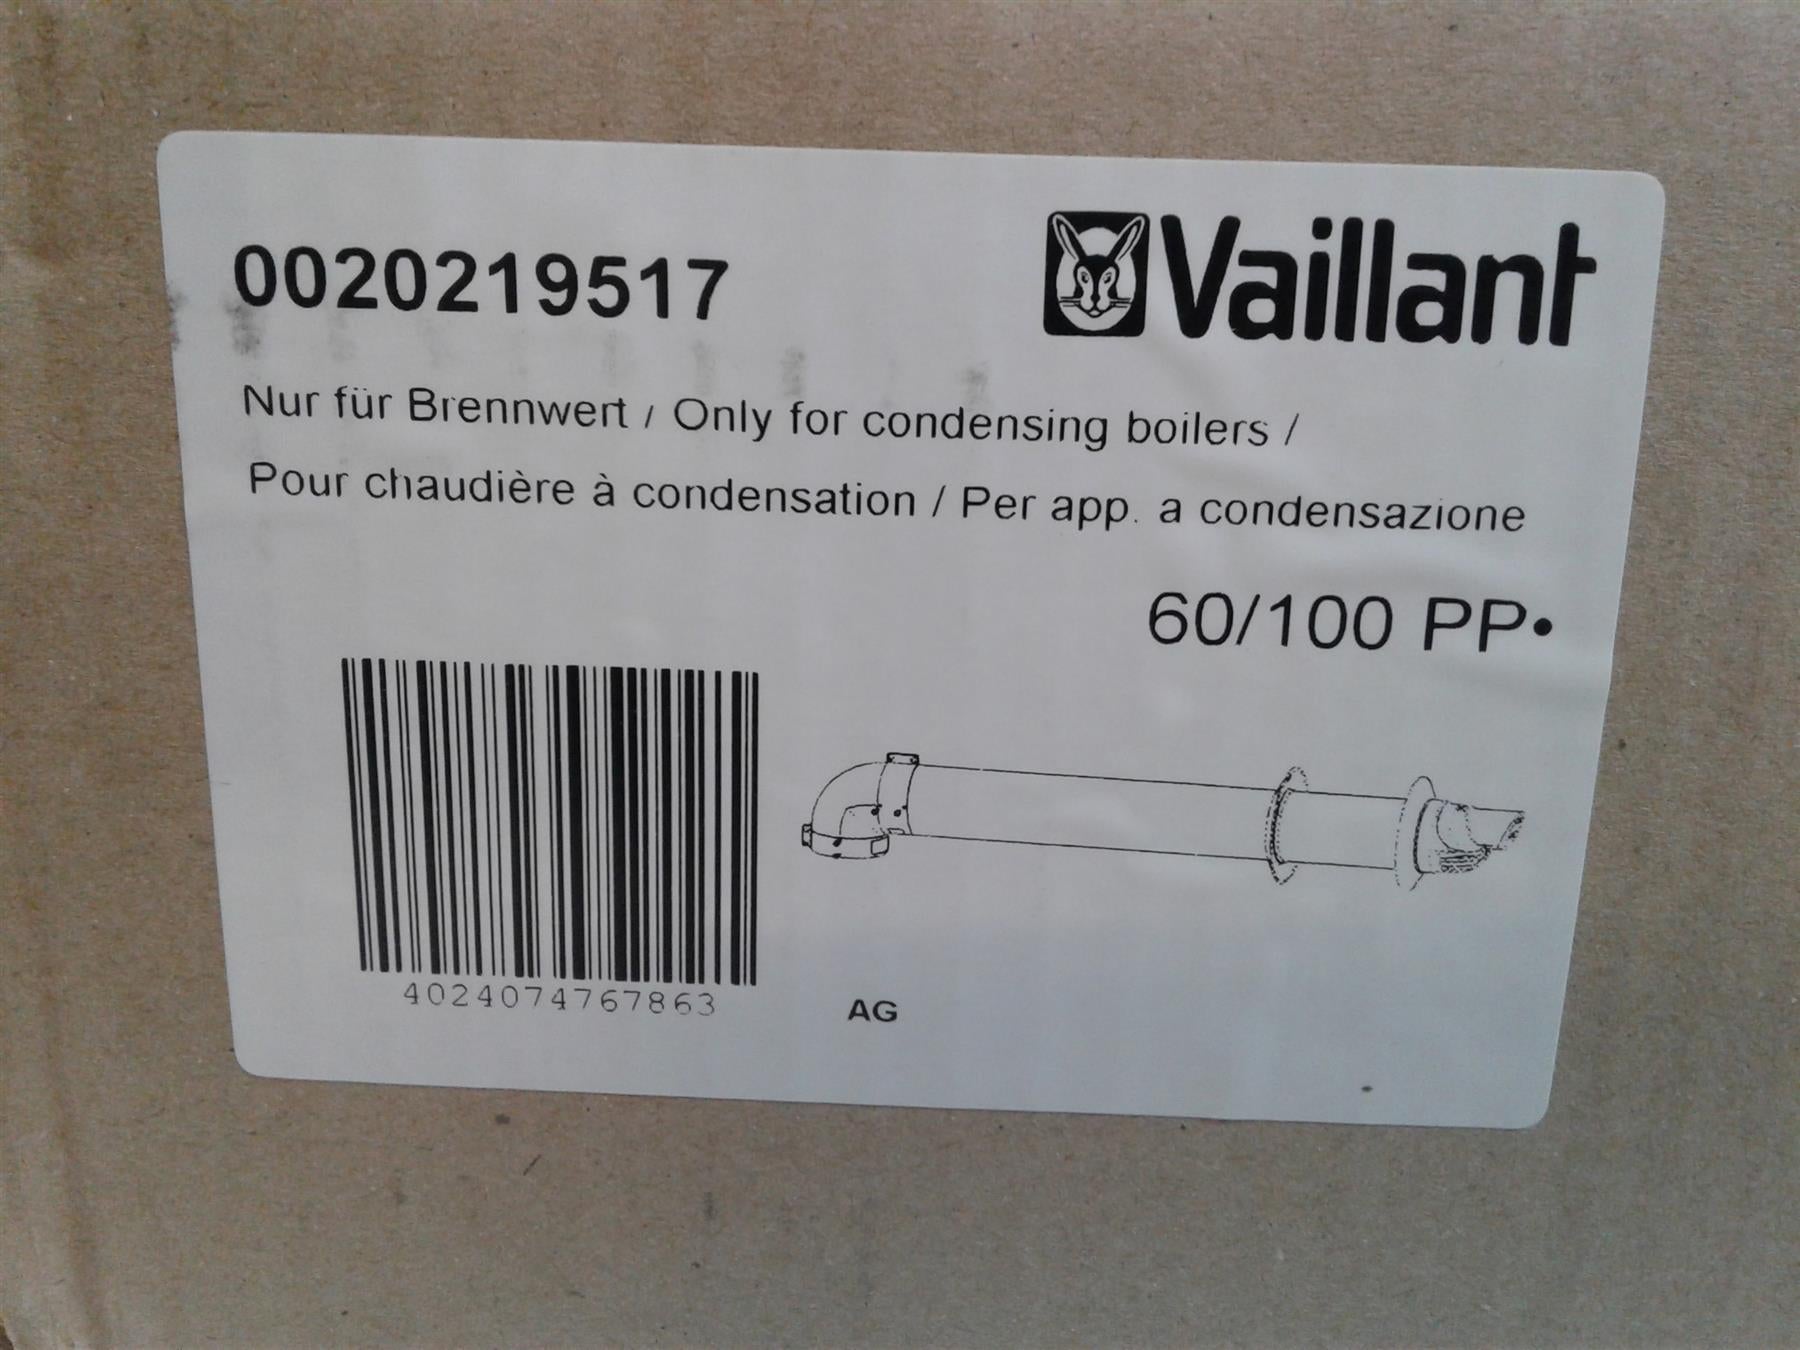 0020219517
Vaillant
Nur für Brennwert / Only for condensing boilers /
Pour chaudière à condensation / Per app. a condensazione
60/100 PP•
4024074767863
AG